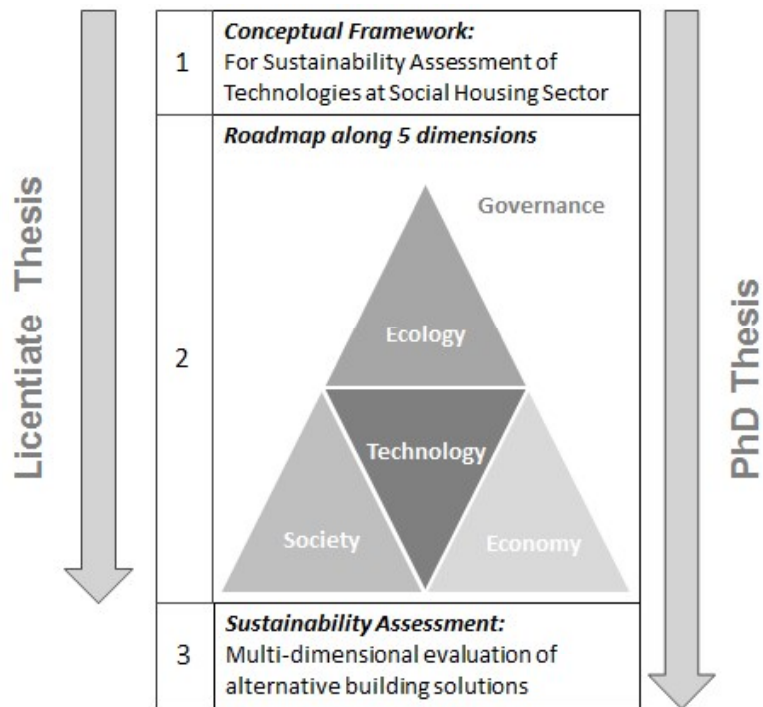 1
Conceptual Framework:
For Sustainability Assessment of
Technologies at Social Housing Sector
2
Roadmap along 5 dimensions
Governance
Ecology
Technology
Society
Economy
3
Sustainability Assessment:
Multi-dimensional evaluation of
alternative building solutions
Licentiate Thesis
PhD Thesis